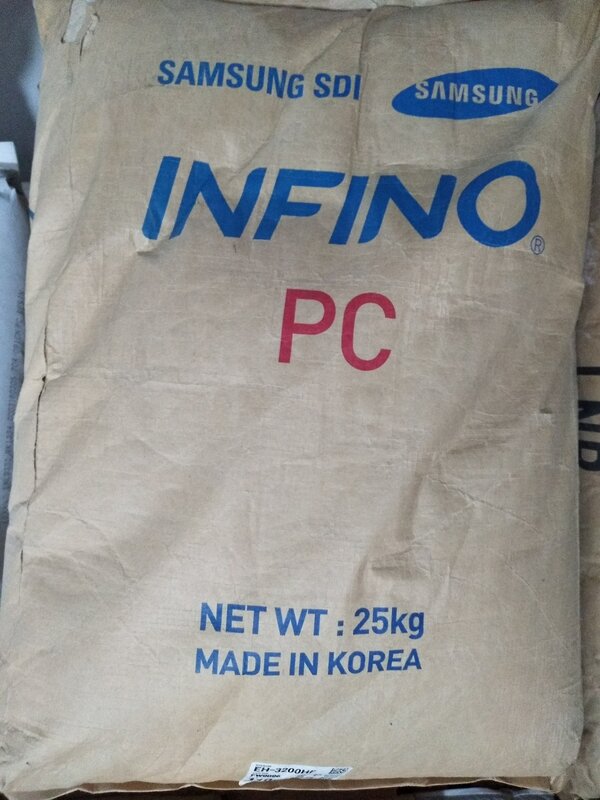 SAMSUNG SDI
SAMSUNG
INFINO®
PC
NET WT : 25kg
MADE IN KOREA